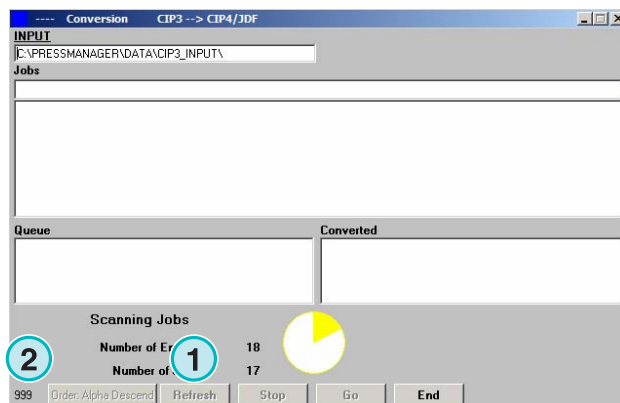 ---- Conversion CIP3 --> CIP4/JDF
INPUT
C:\PRESSMANAGER\DATA\CIP3_INPUT\
Jobs
Queue Converted
Scanning Jobs
Number of 18
Number of 17
2 1
999 Order: Alpha Descend Refresh Stop Go End